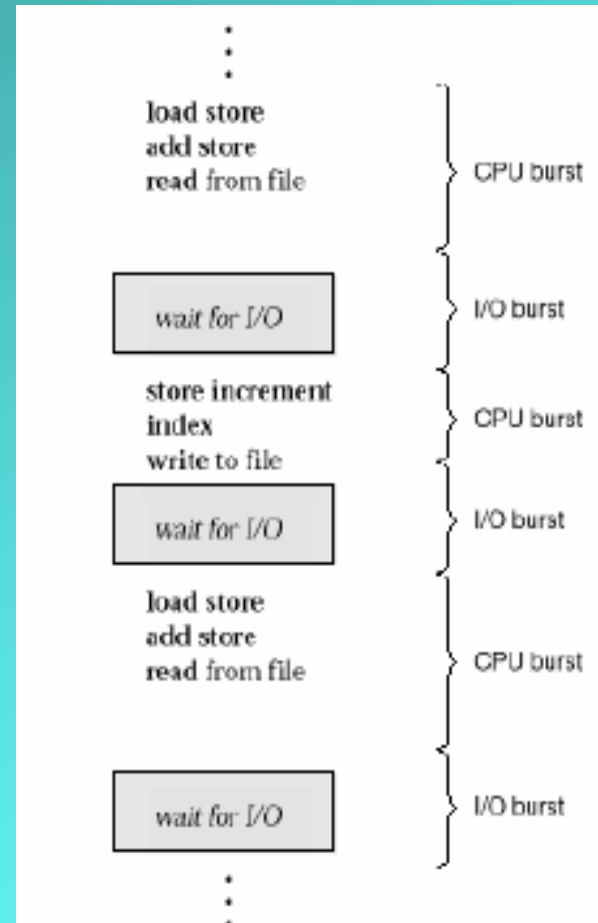 load store
add store
read from file
CPU burst
wait for I/O
I/O burst
store increment
index
write to file
CPU burst
wait for I/O
I/O burst
load store
add store
read from file
CPU burst
wait for I/O
I/O burst